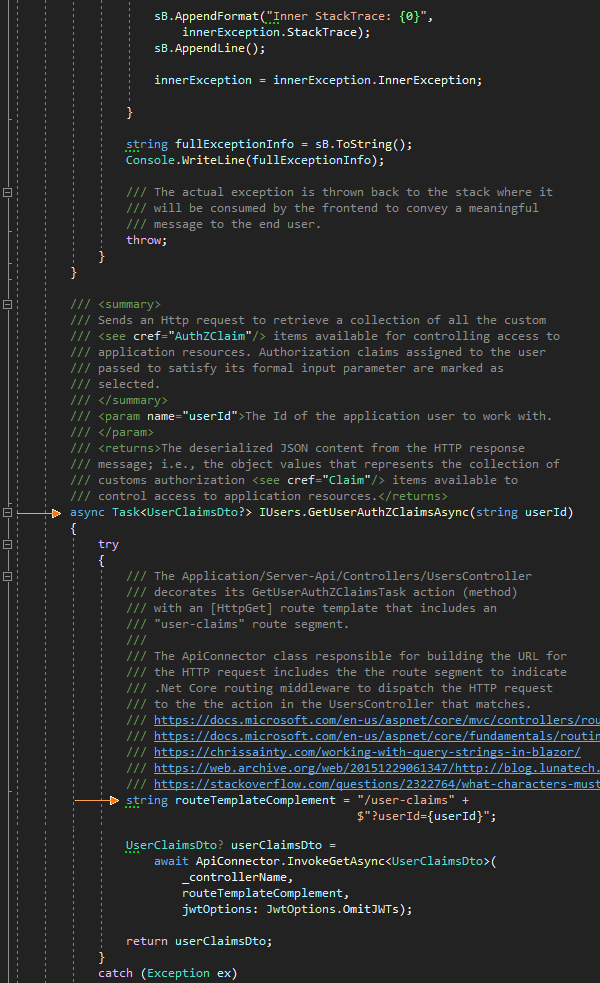 sB.AppendFormat("Inner StackTrace: {0}",
innerException.StackTrace);
sB.AppendLine();
innerException = innerException.InnerException;
}
string fullExceptionInfo = sB.ToString();
Console.WriteLine(fullExceptionInfo);
/// The actual exception is thrown back to the stack where it
/// will be consumed by the frontend to convey a meaningful
/// message to the end user.
throw;
}
}
/// <summary>
/// Sends an Http request to retrieve a collection of all the custom
/// <see cref="AuthZClaim"/> items available for controlling access to
/// application resources. Authorization claims assigned to the user
/// passed to satisfy its formal input parameter are marked as
/// selected.
/// </summary>
/// <param name="userId">The Id of the application user to work with.
/// </param>
/// <returns>The deserialized JSON content from the HTTP response
/// message; i.e., the object values that represents the collection of
/// customs authorization <see cref="Claim"/> items available to
/// control access to application resources.</returns>
async Task<UserClaimsDto?> IUsers.GetUserAuthZClaimsAsync(string userId)
{
try
{
/// The Application/Server-Api/Controllers/UsersController
/// decorates its GetUserAuthZClaimsTask action (method)
/// with an [HttpGet] route template that includes an
/// "user-claims" route segment.
///
/// The ApiConnector class responsible for building the URL for
/// the HTTP request includes the the route segment to indicate
/// .Net Core routing middleware to dispatch the HTTP request
/// to the the action in the UsersController that matches.
/// https://docs.microsoft.com/en-us/aspnet/core/mvc/controllers/rou
/// https://docs.microsoft.com/en-us/aspnet/core/fundamentals/routin
/// https://chrissainty.com/working-with-query-strings-in-blazor/
/// https://web.archive.org/web/20151229061347/http://blog.lunatech.
/// https://stackoverflow.com/questions/2322764/what-characters-must
string routeTemplateComplement = "/user-claims" +
$"?userId={userId}";
UserClaimsDto? userClaimsDto =
await ApiConnector.InvokeGetAsync<UserClaimsDto>(
_controllerName,
routeTemplateComplement,
jwtOptions: JwtOptions.OmitJWTs);
return userClaimsDto;
}
catch (Exception ex)